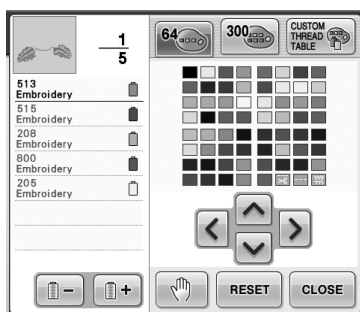 1
5
64
300
CUSTOM
THREAD
TABLE
513
Embroidery
515
Embroidery
208
Embroidery
800
Embroidery
205
Embroidery
−
+
RESET
CLOSE